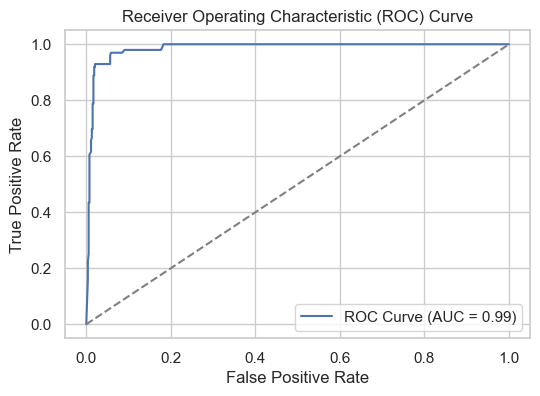 Receiver Operating Characteristic (ROC) Curve
1.0
0.8
0.6
0.4
0.2
0.0
True Positive Rate
0.0 0.2 0.4 0.6 0.8 1.0
False Positive Rate
ROC Curve (AUC = 0.99)